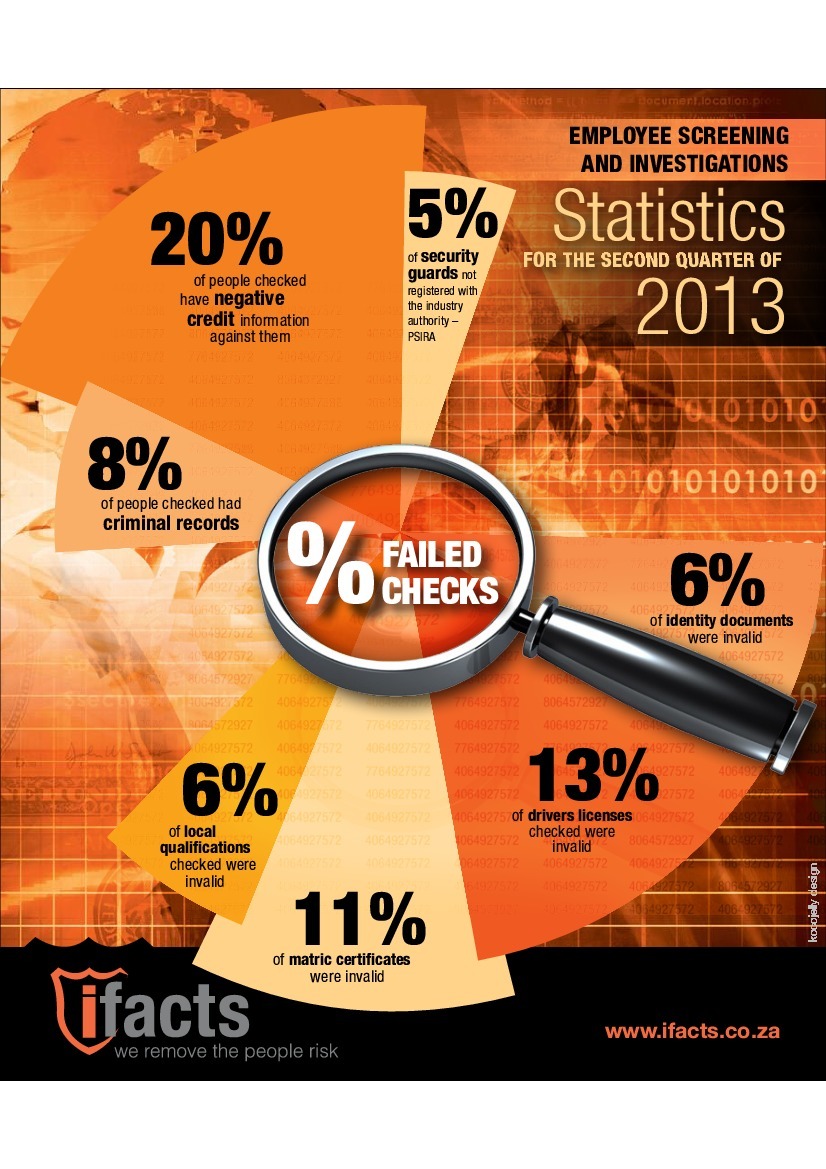 EMPLOYEE SCREENING
AND INVESTIGATIONS
Statistics
FOR THE SECOND QUARTER OF
2013
20%
of people checked
have negative
credit information
against them
5%
of security
guards not
registered with
the industry
authority –
PSIRA
8%
of people checked had
criminal records
% FAILED
CHECKS
6%
of identity documents
were invalid
13%
of drivers licenses
checked were
invalid
6%
of local
qualifications
checked were
invalid
11%
of matric certificates
were invalid
1010101010101
kocojelly design
ifacts
we remove the people risk
www.ifacts.co.za